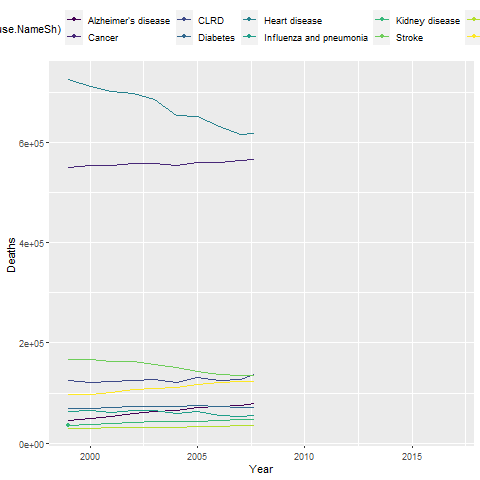 use.NameSh)
Alzheimer's disease CLRD Heart disease Kidney disease
Cancer Diabetes Influenza and pneumonia Stroke
6e+05
4e+05
2e+05
0e+00
Deaths
2000 2005 2010 2015
Year